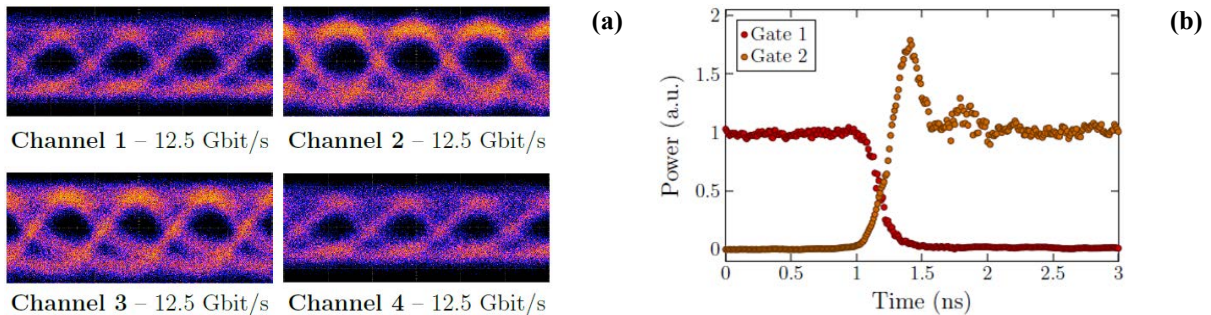 (a)
Channel 1 – 12.5 Gbit/s
Channel 2 – 12.5 Gbit/s
Channel 3 – 12.5 Gbit/s
Channel 4 – 12.5 Gbit/s
(b)
2
1.5
1
0.5
0
Power (a.u.)
Gate 1
Gate 2
0
0.5
1
1.5
2
2.5
3
Time (ns)